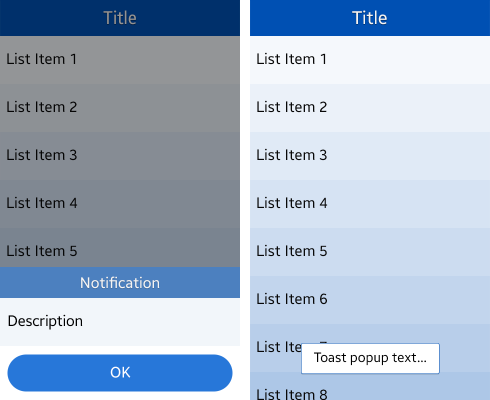 Title
List Item 1
List Item 2
List Item 3
List Item 4
List Item 5
Notification
Description
OK
Title
List Item 1
List Item 2
List Item 3
List Item 4
List Item 5
List Item 6
List Ite
Toast popup text...
List Item 8